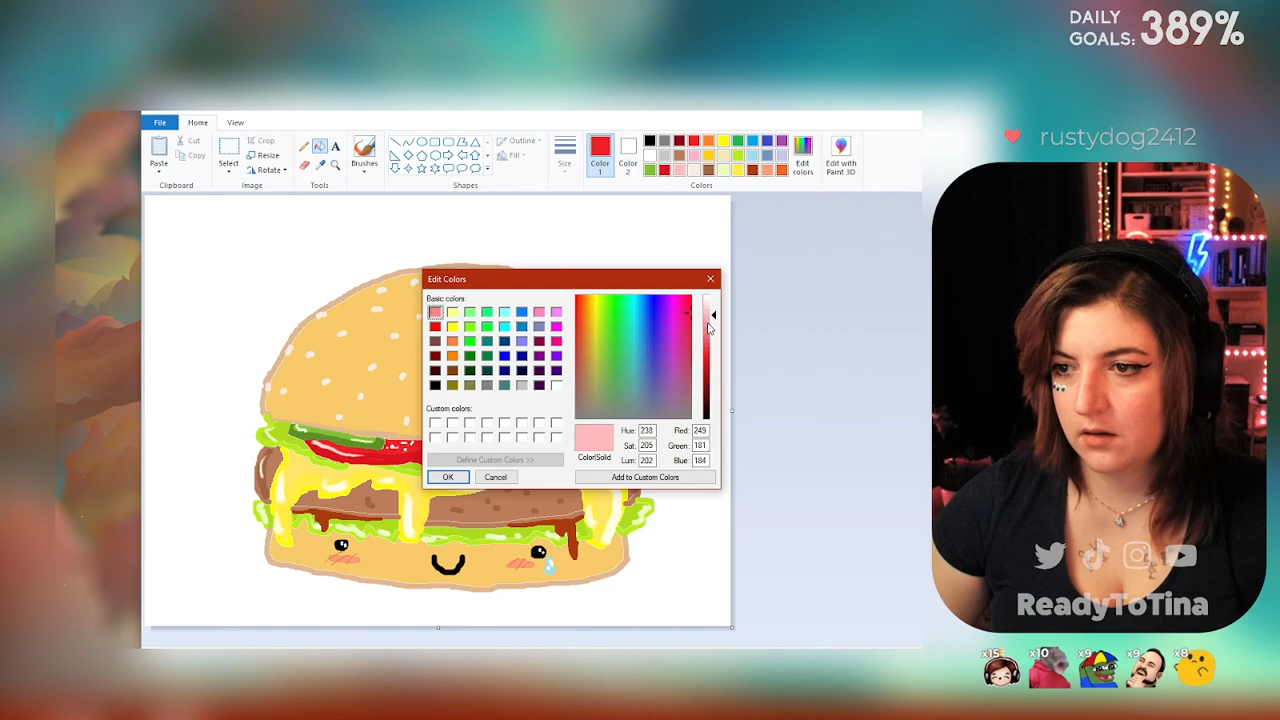 DAILY
GOALS: 389%
rustydog2412
File Home View
Paste
Cut
Copy
Clipboard
Select
Crop
Resize
Rotate
Image
A
Tools
Brushes
Outline
Fill
Shapes
Size
Color
1
Color
2
Edit
colors
Colors
Edit with
Paint 3D
Edit Colors
Basic colors:
Custom colors:
Define Custom Colors >>
OK Cancel
Color|Solid
Hue: 238 Red: 249
Sat: 205 Green: 181
Lum: 202 Blue: 184
Add to Custom Colors
ReadyToTina
x153 x10 x9 x9 x8